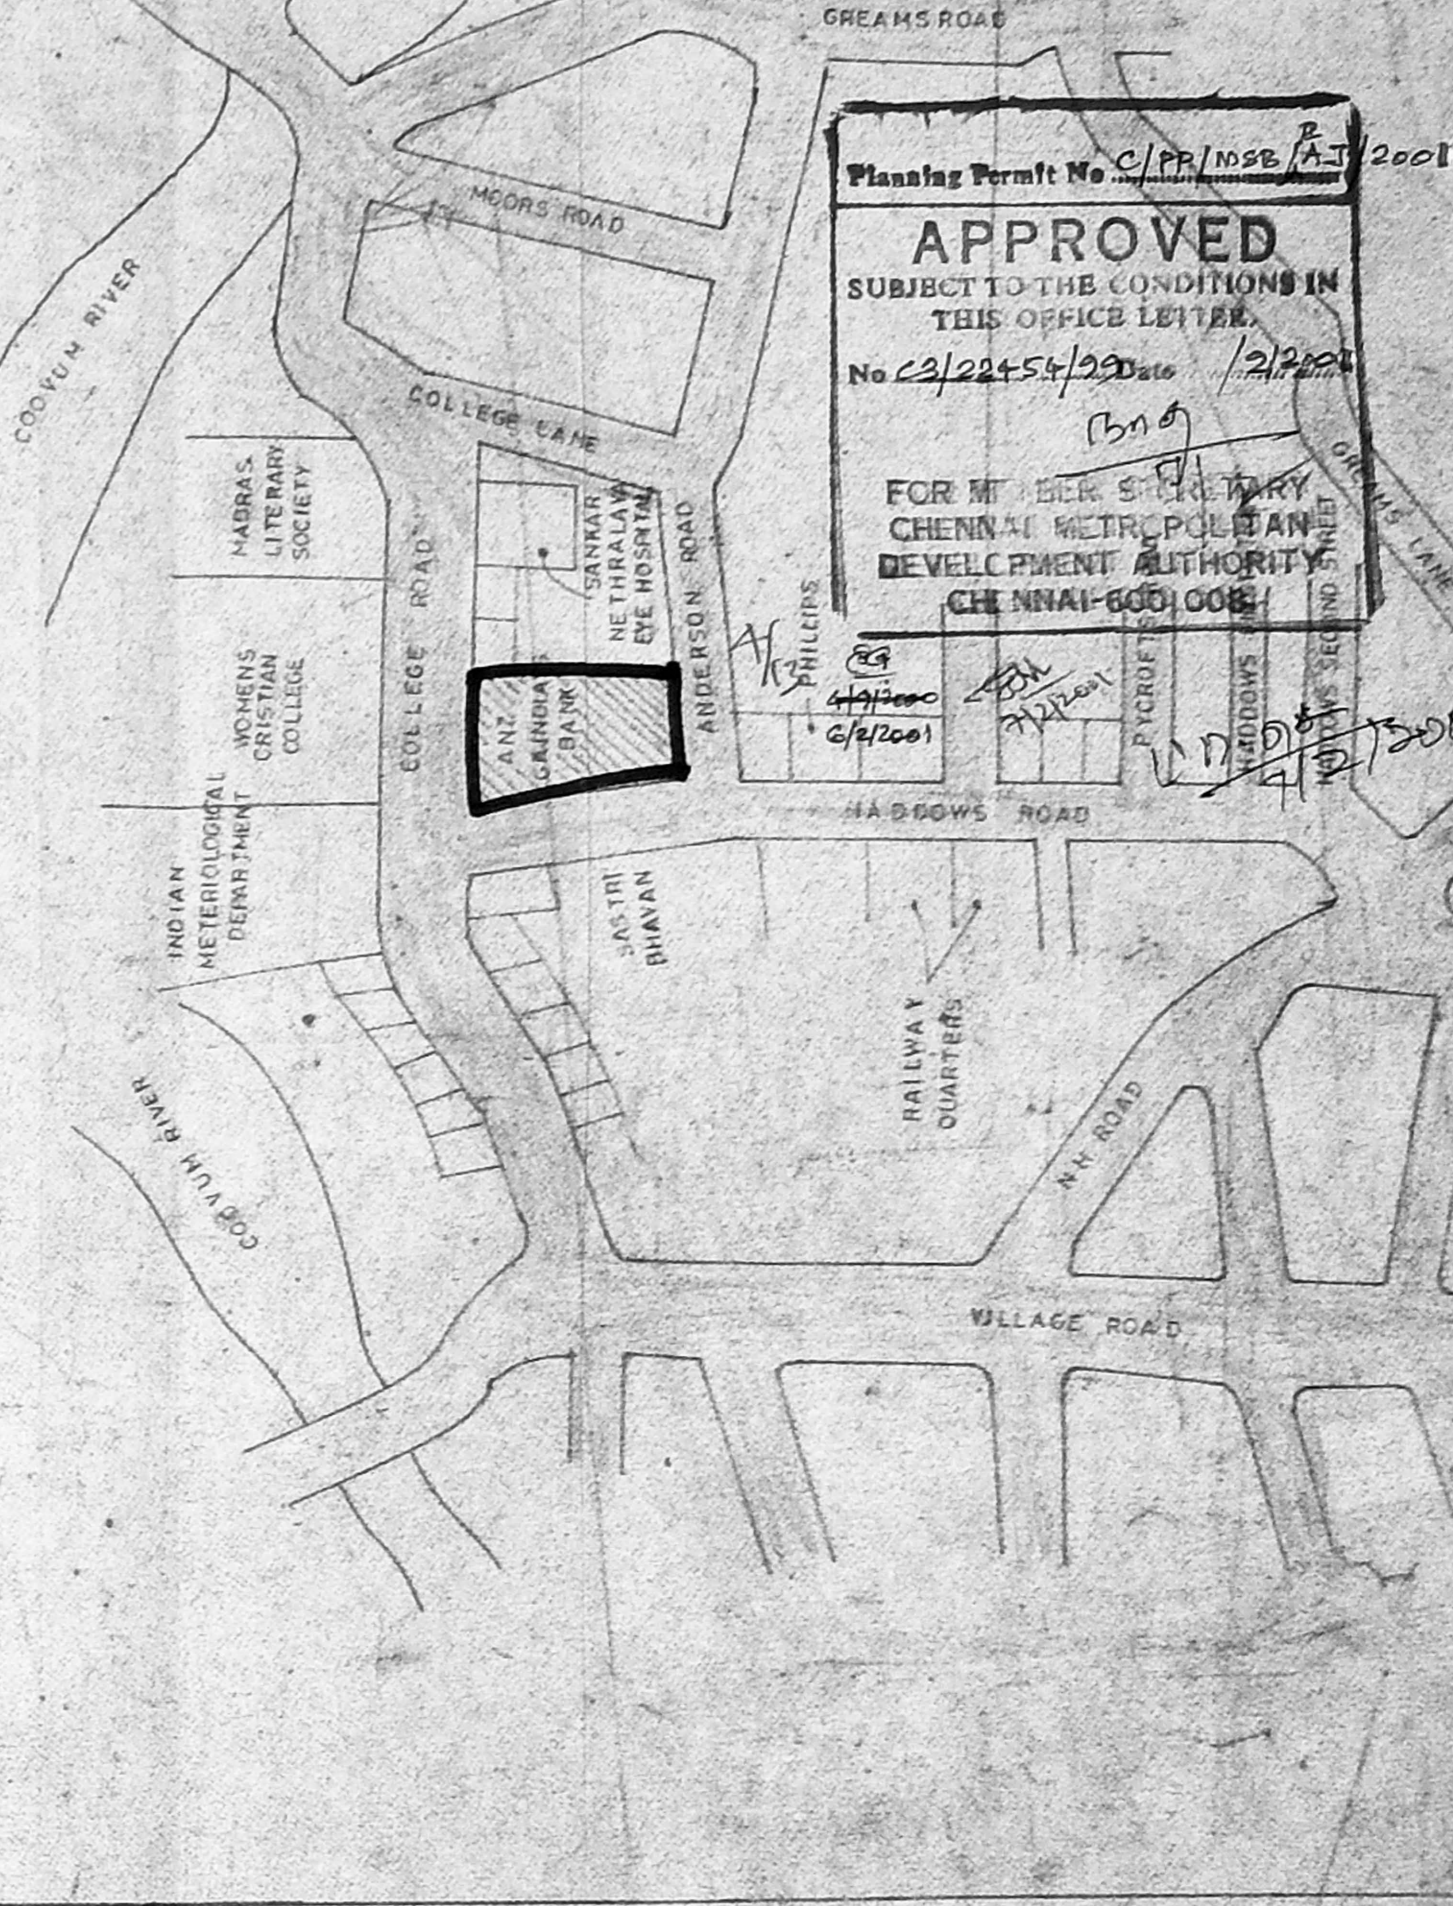 GREAMS ROAD
Planning Permit No C/PP/MSB/ /2001
APPROVED
SUBJECT TO THE CONDITIONS IN
THIS OFFICE LETTER.
No C3/22454/99 Date /2/2001
FOR MEMBER SECRETARY
CHENNAI METROPOLITAN
DEVELOPMENT AUTHORITY
CHENNAI-600 008
MOORS ROAD
COOVUM RIVER
COLLEGE LANE
GREAMS LANE
MADRAS
LITERARY
SOCIETY
COLLEGE ROAD
SANKAR
NETHRALAYA
EYE HOSPITAL
ANDERSON ROAD
PHILLIPS
4/9/2000
6/2/2001
7/2/2001
HADDOWS
HADDOWS SECOND STREET
WOMENS
CRISTIAN
COLLEGE
ANZ
BANK
HADDOWS ROAD
INDIAN
METERIOLOGICAL
DEPARTMENT
SASTRI
BHAVAN
RAILWAY
QUARTERS
COOVUM RIVER
N H ROAD
VILLAGE ROAD